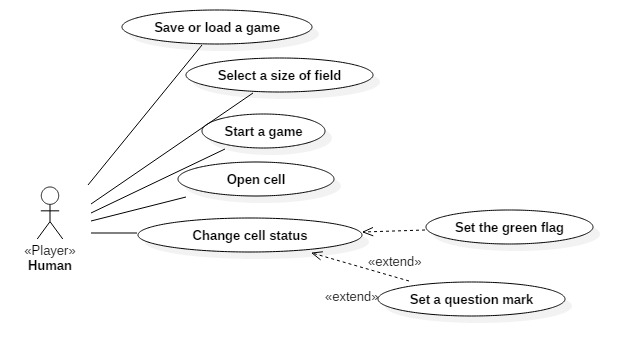 Save or load a game
Select a size of field
Start a game
Open cell
Change cell status
Set the green flag
«Player»
Human
«extend»
«extend»
Set a question mark